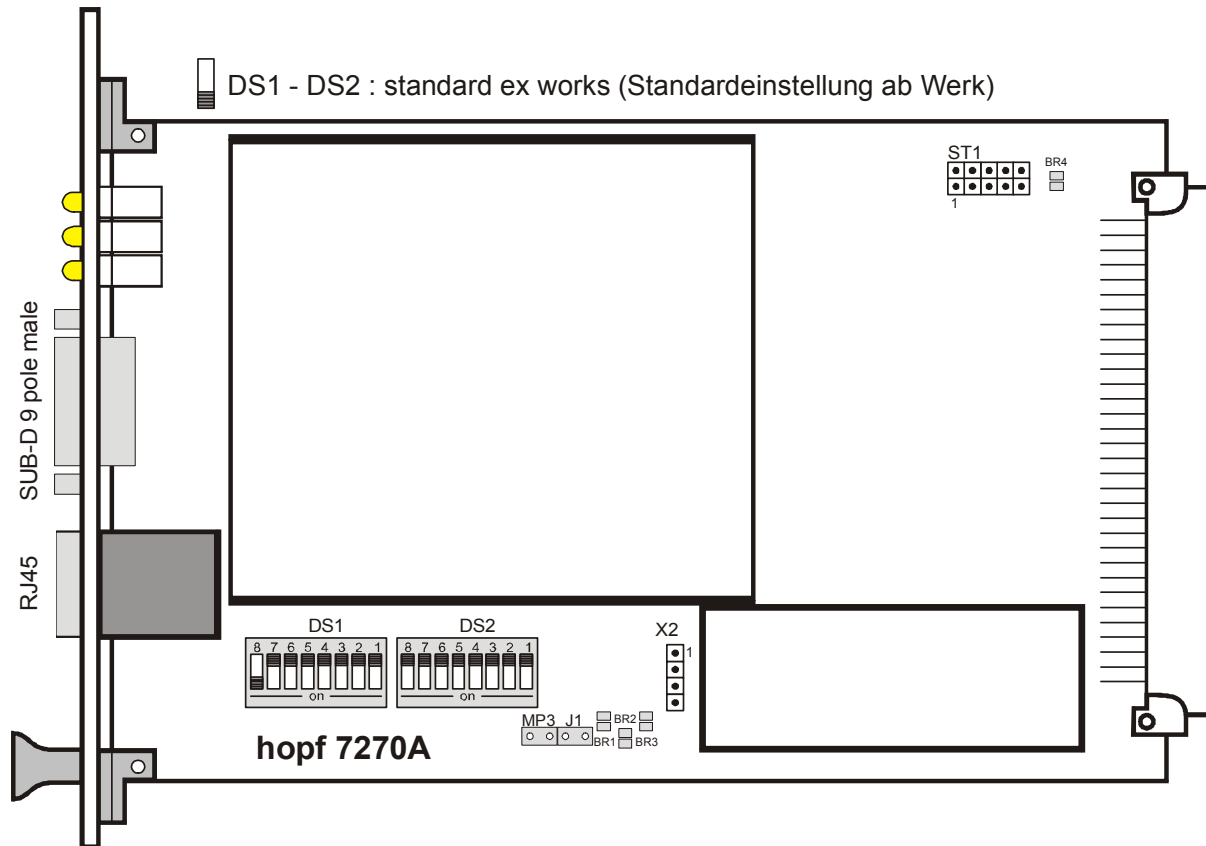 DS1 - DS2 : standard ex works (Standardeinstellung ab Werk)
ST1
BR4
1
SUB-D 9 pole male
RJ45
DS1
8 7 6 5 4 3 2 1
on
DS2
8 7 6 5 4 3 2 1
on
X2
1
MP3 J1
BR2
BR1 BR3
hopf 7270A